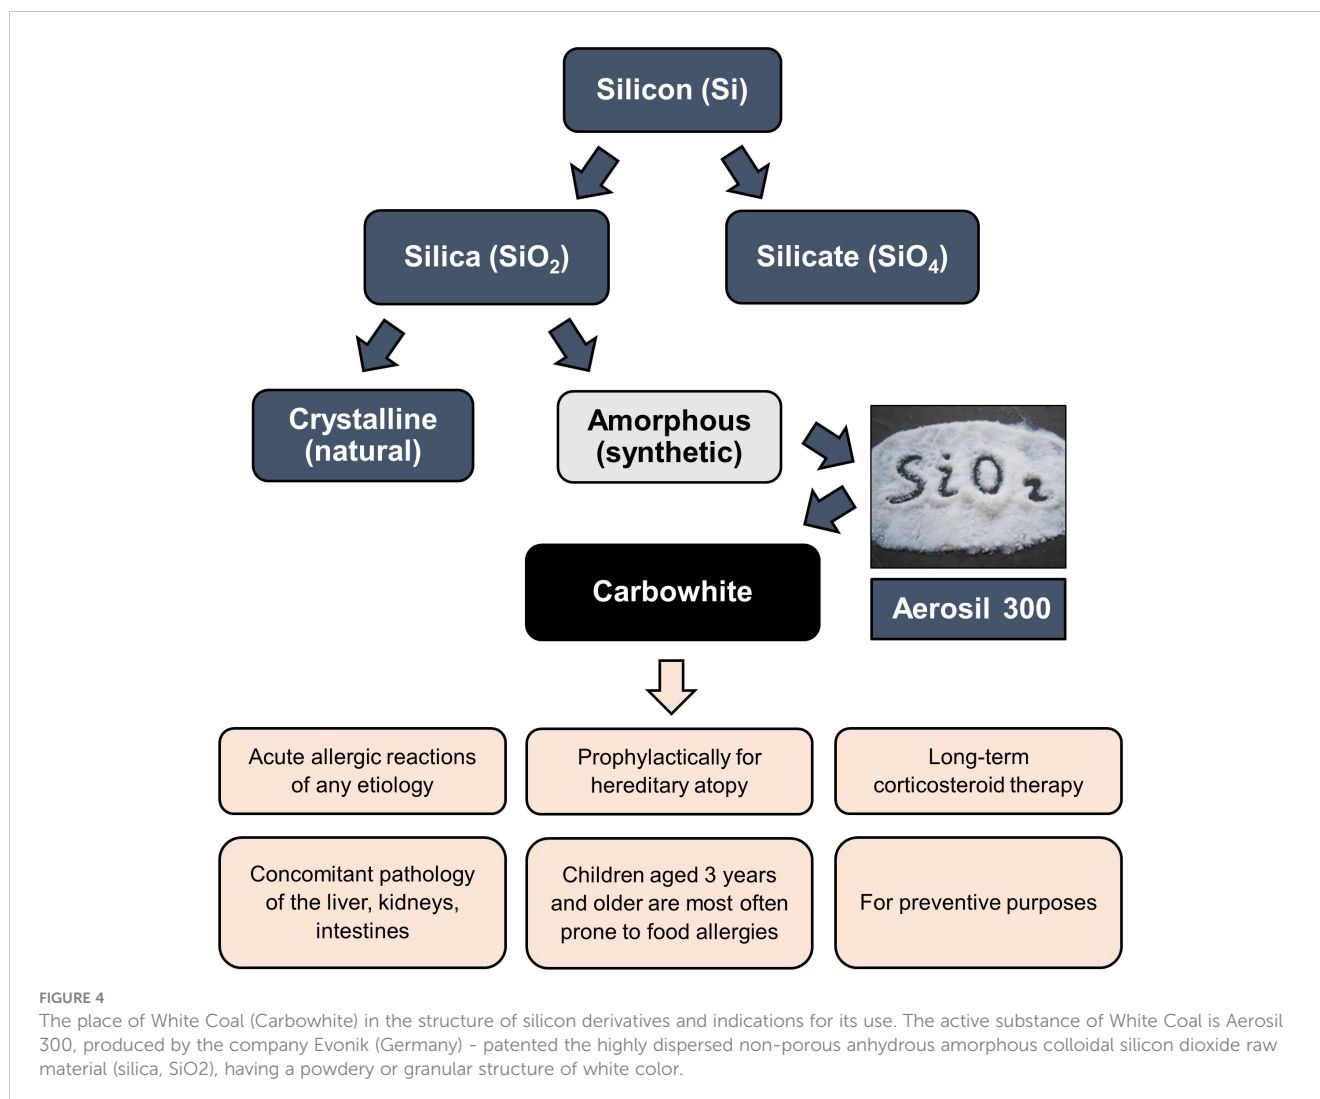 Silicon (Si)
Silica (SiO₂)
Silicate (SiO₄)
Crystalline
(natural)
Amorphous
(synthetic)
SiO₂
Carbowhite
Aerosil 300
Acute allergic reactions
of any etiology
Prophylactically for
hereditary atopy
Long-term
corticosteroid therapy
Concomitant pathology
of the liver, kidneys,
intestines
Children aged 3 years
and older are most often
prone to food allergies
For preventive purposes
FIGURE 4
The place of White Coal (Carbowhite) in the structure of silicon derivatives and indications for its use. The active substance of White Coal is Aerosil
300, produced by the company Evonik (Germany) - patented the highly dispersed non-porous anhydrous amorphous colloidal silicon dioxide raw
material (silica, SiO2), having a powdery or granular structure of white color.